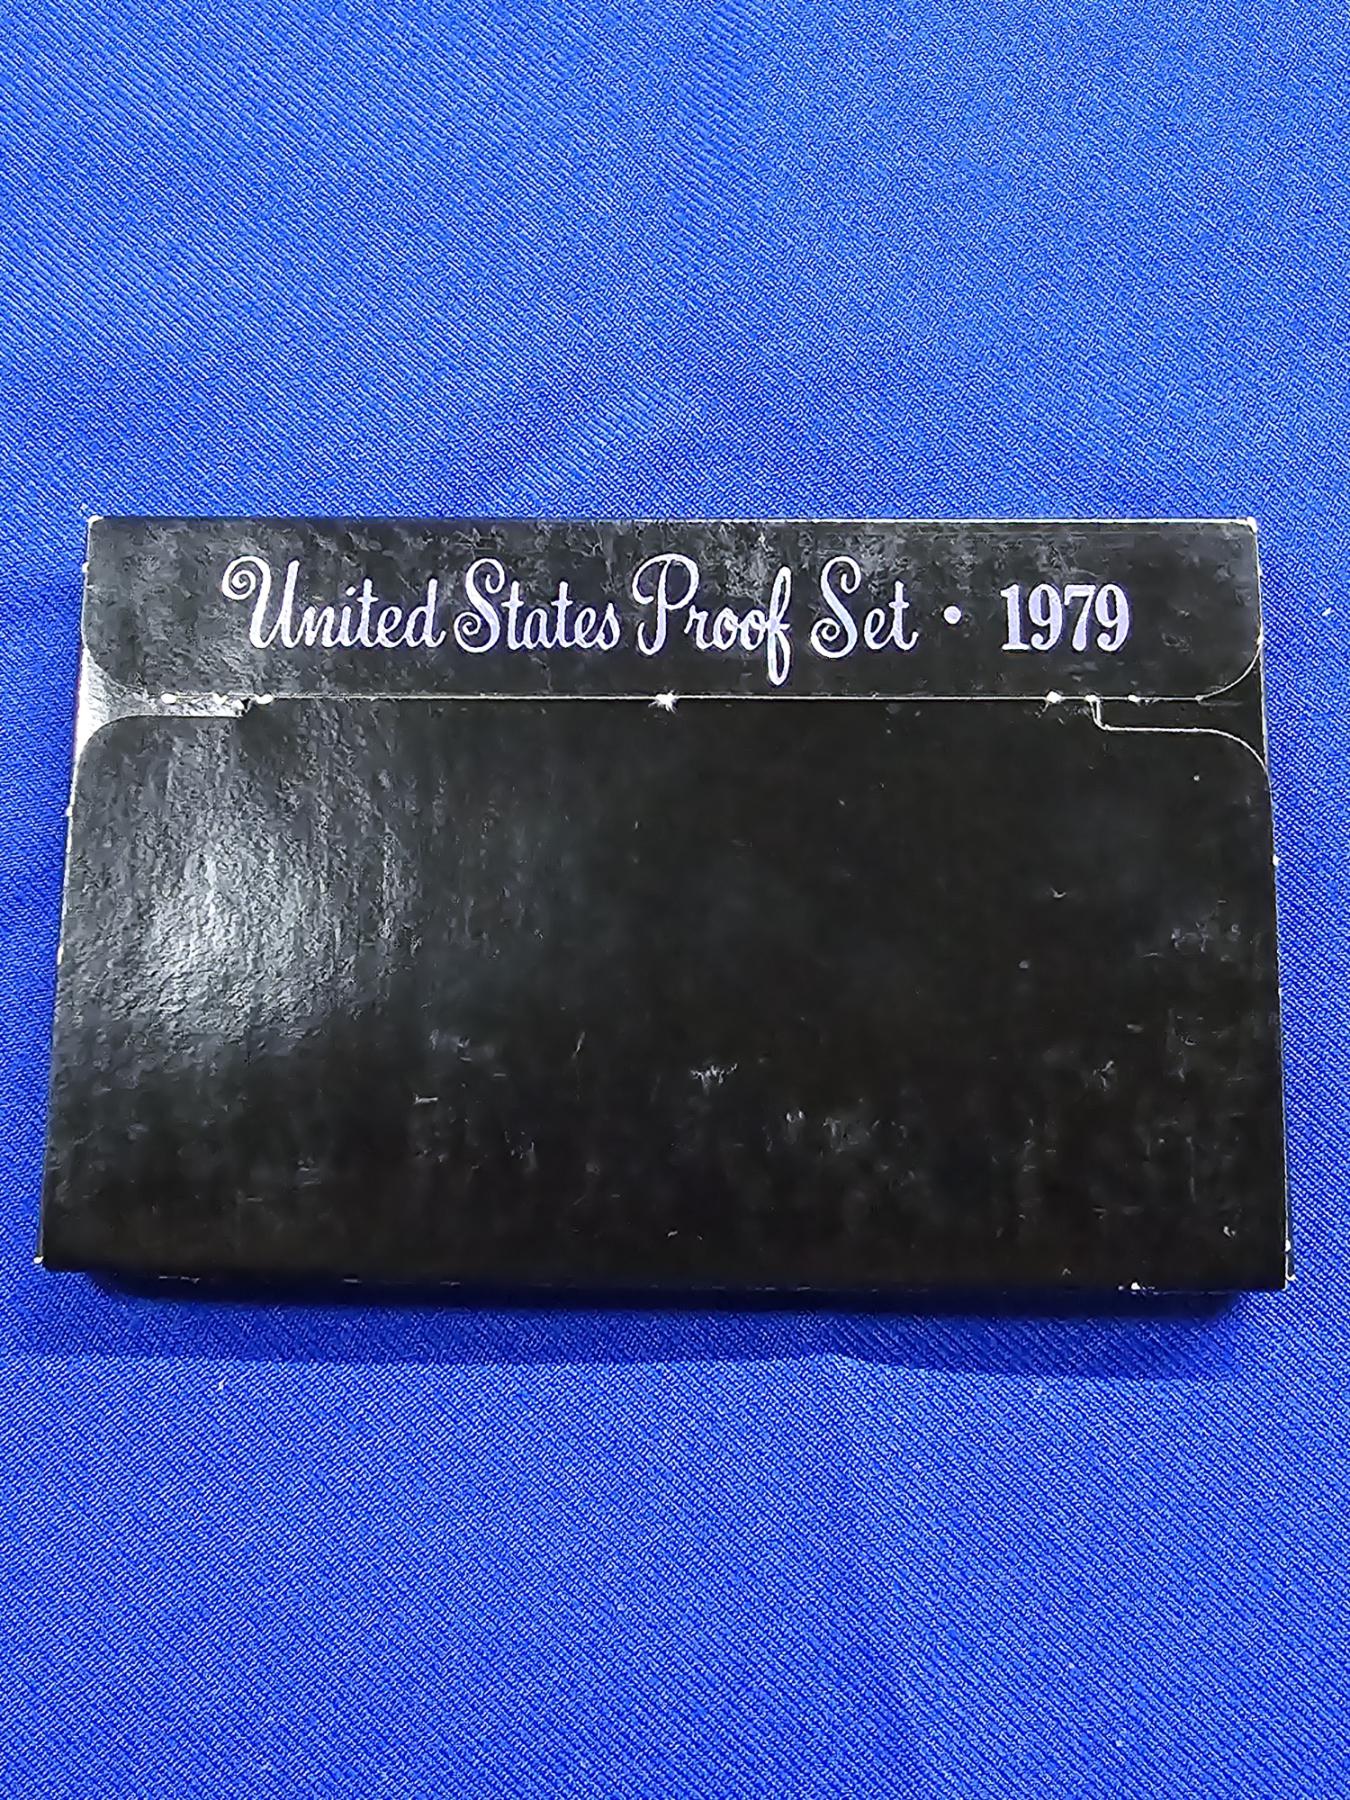 United States Proof Set • 1979